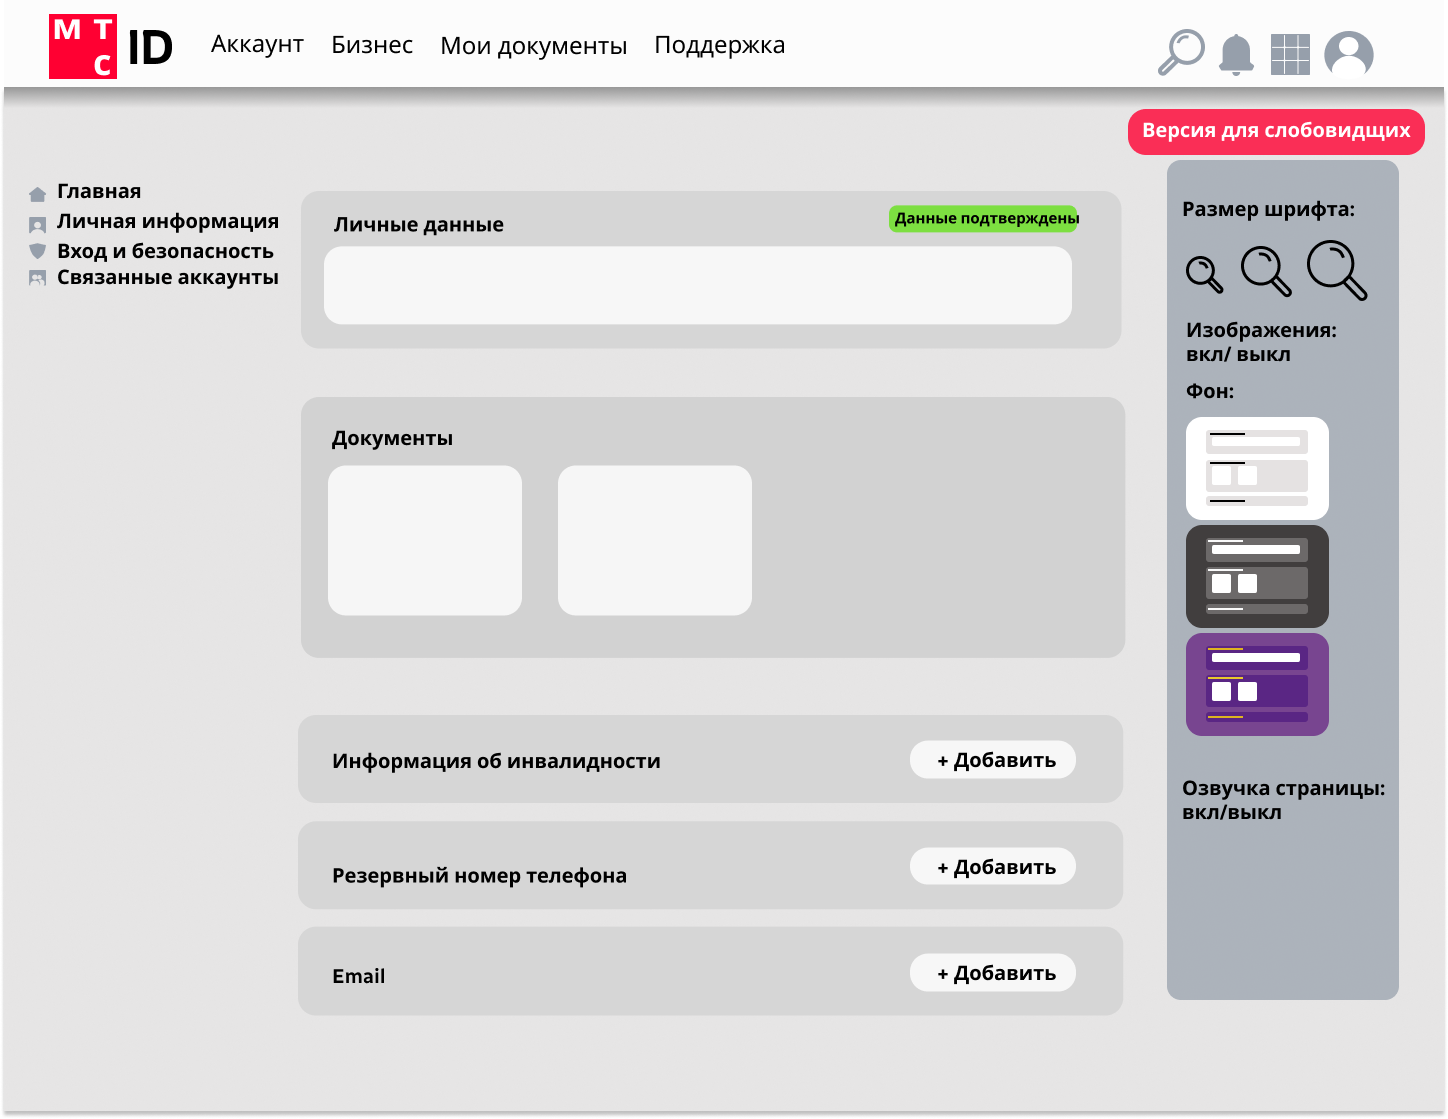 МТС ID
Аккаунт Бизнес Мои документы Поддержка
Версия для слобовидщих
Главная
Личная информация
Вход и безопасность
Связанные аккаунты
Личные данные
Данные подтверждены
Документы
Информация об инвалидности
+ Добавить
Резервный номер телефона
+ Добавить
Email
+ Добавить
Размер шрифта:
Изображения:
вкл/ выкл
Фон:
Озвучка страницы:
вкл/выкл